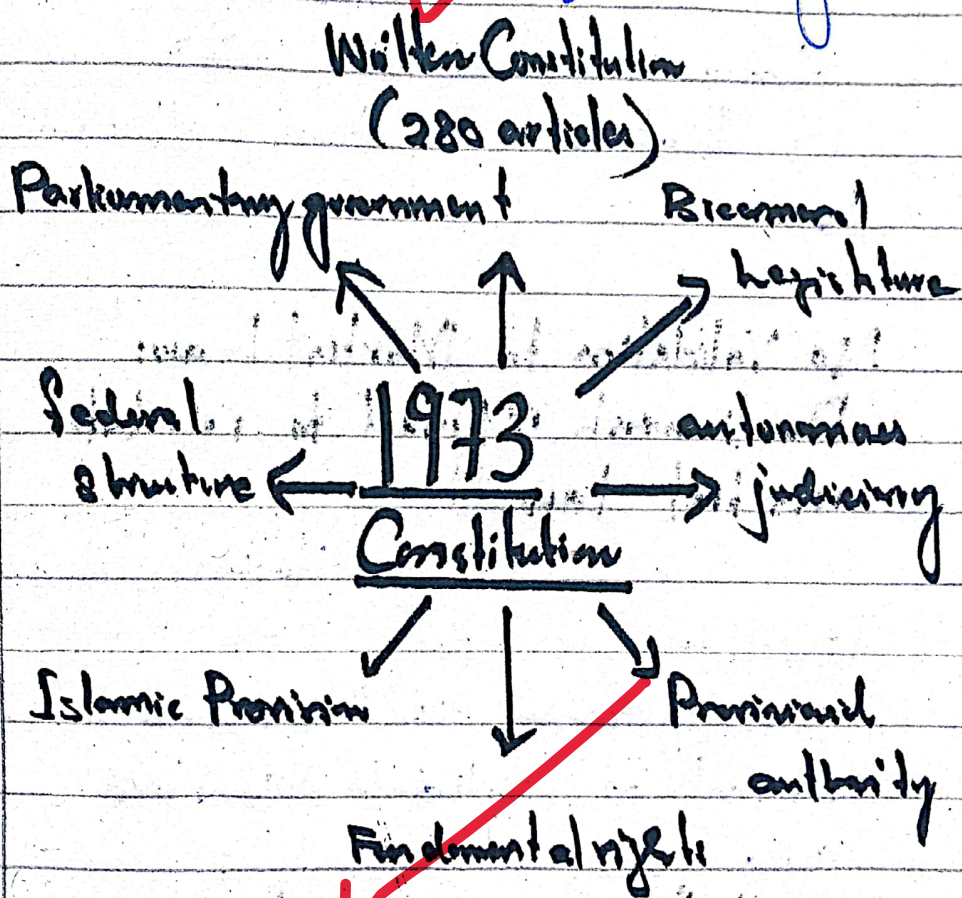 Written Constitution
(280 articles)
Parliamentary government
Bicameral
Legislature
Federal
structure
1973
Constitution
autonomous
judiciary
Islamic Provision
Provincial
authority
Fundamental rights